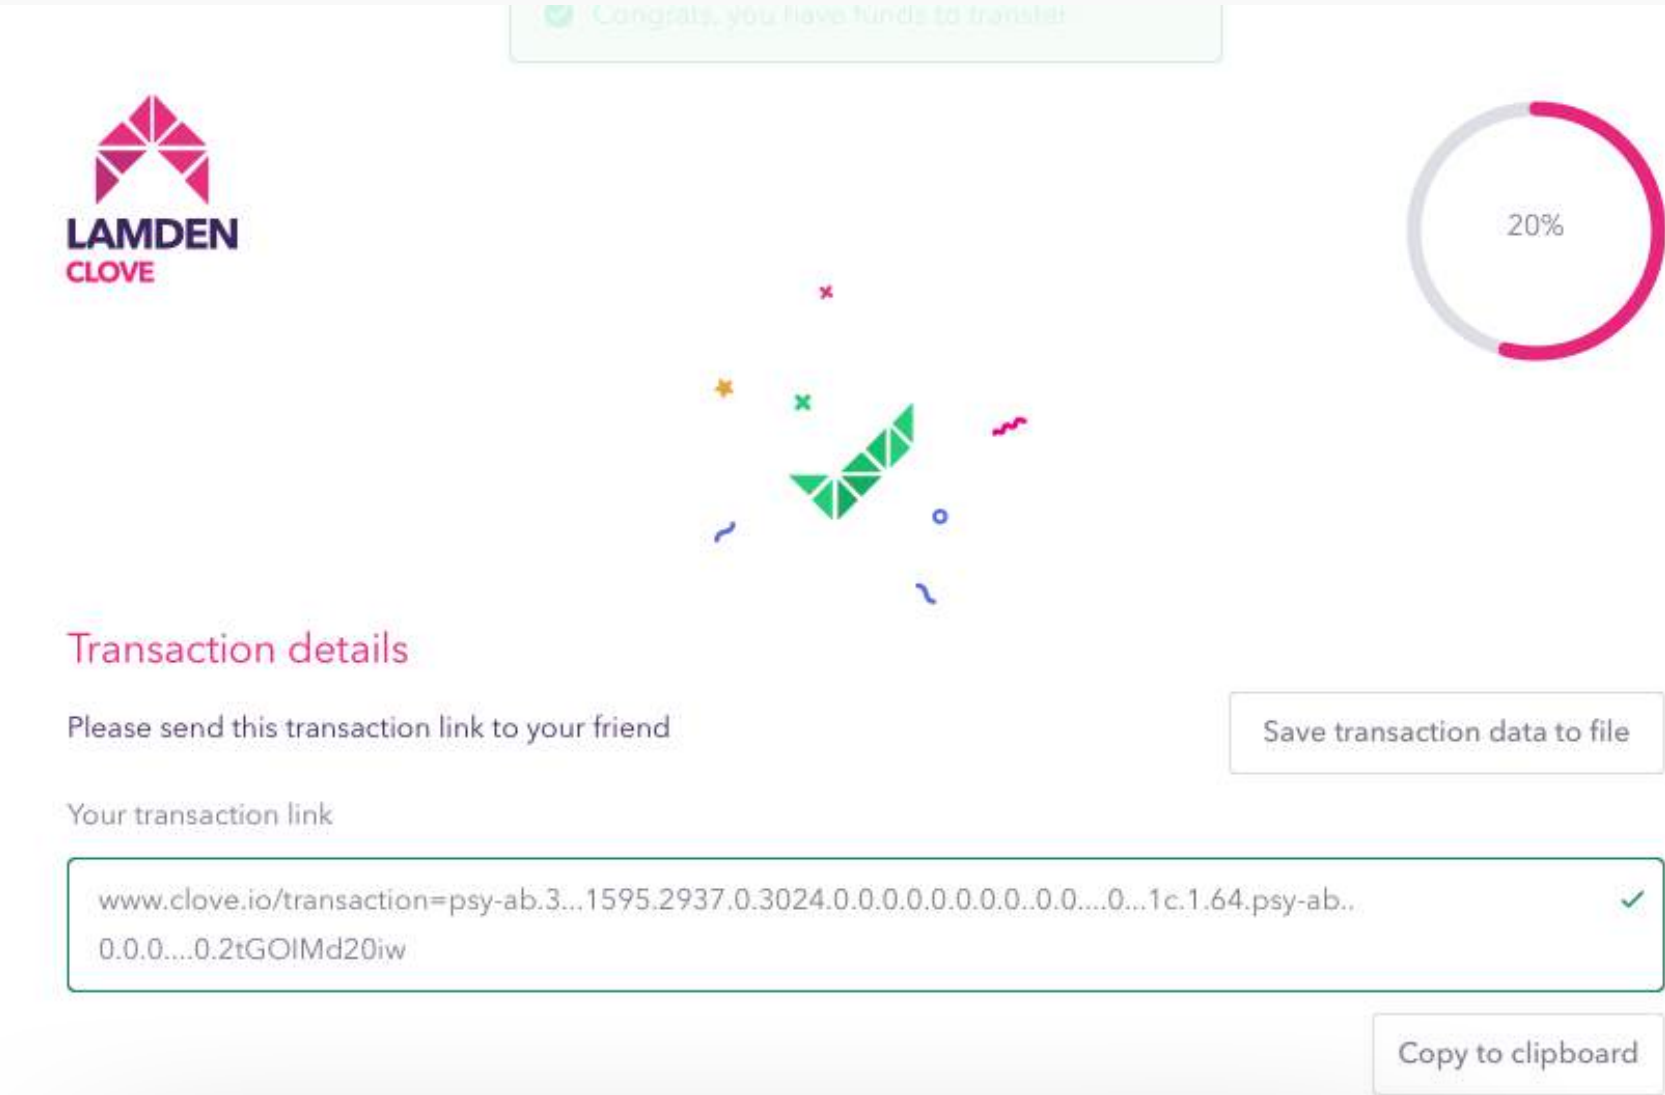 Congrats, you have funds to transfer
LAMDEN
CLOVE
20%
Transaction details
Please send this transaction link to your friend
Save transaction data to file
Your transaction link
www.clove.io/transaction=psy-ab.3...1595.2937.0.3024.0.0.0.0.0.0.0.0..0.0....0...1c.1.64.psy-ab..
0.0.0....0.2tGOIMd20iw
Copy to clipboard